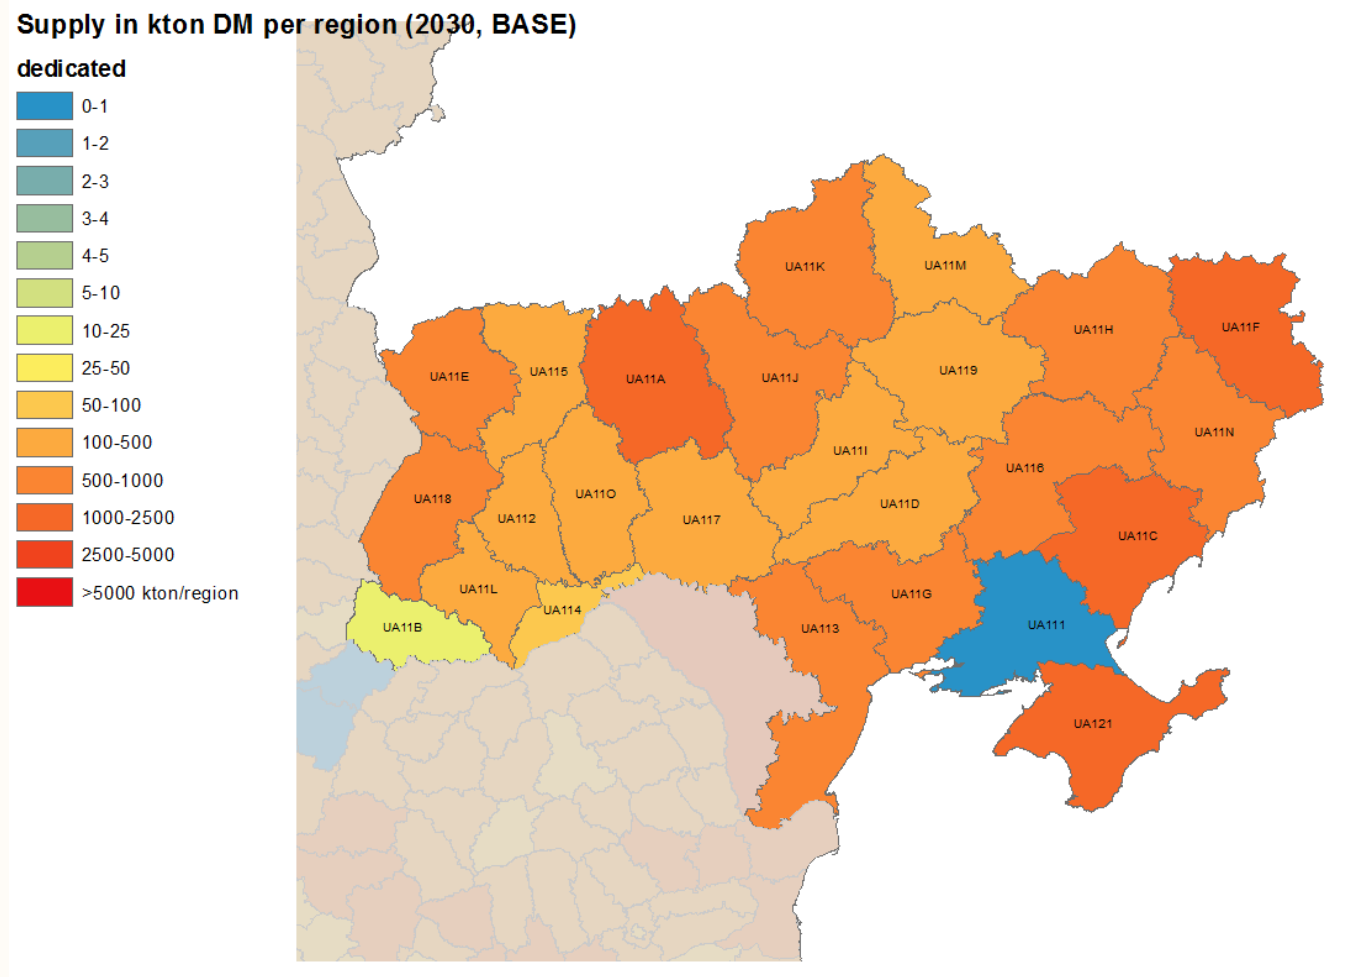 Supply in kton DM per region (2030, BASE)
dedicated
0-1
1-2
2-3
3-4
4-5
5-10
10-25
25-50
50-100
100-500
500-1000
1000-2500
2500-5000
>5000 kton/region
UA11K
UA11M
UA11H
UA11F
UA11E
UA115
UA11A
UA11J
UA119
UA11N
UA11I
UA116
UA118
UA112
UA11O
UA117
UA11D
UA11C
UA11L
UA114
UA11G
UA11B
UA113
UA111
UA121